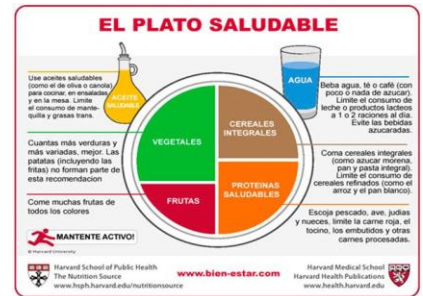 EL PLATO SALUDABLE
Use aceites saludables
(como el de oliva o canola)
para cocinar, en ensaladas,
y en la mesa. Limite
el consumo de mante-
quilla y grasas trans.
ACEITE
SALUDABLE
AGUA
Beba agua, té o café (con
poco o nada de azucar).
Limite el consumo de
leche o productos lacteos
a 1 o 2 raciones al día.
Evite las bebidas
azucaradas.
VEGETALES
CEREALES
INTEGRALES
Cuantas más verduras y
más variadas, mejor. Las
patatas (incluyendo las
fritas) no forman parte de
esta recomendacion
Coma cereales integrales
(como azucar morena,
pan y pasta integral).
Limite el consumo de
cereales refinados (como el
arroz y el pan blanco).
FRUTAS
PROTEINAS
SALUDABLES
Come muchas frutas de
todos los colores
Escoja pescado, ave, judias
y nueces, limite la carne roja, el
tocino, los embutidos y otras
carnes procesadas.
MANTENTE ACTIVO!
© Harvard University
Harvard School of Public Health
The Nutrition Source
www.hsph.harvard.edu/nutritionsource
www.bien-estar.com
Harvard Medical School
Harvard Health Publications
www.health.harvard.edu